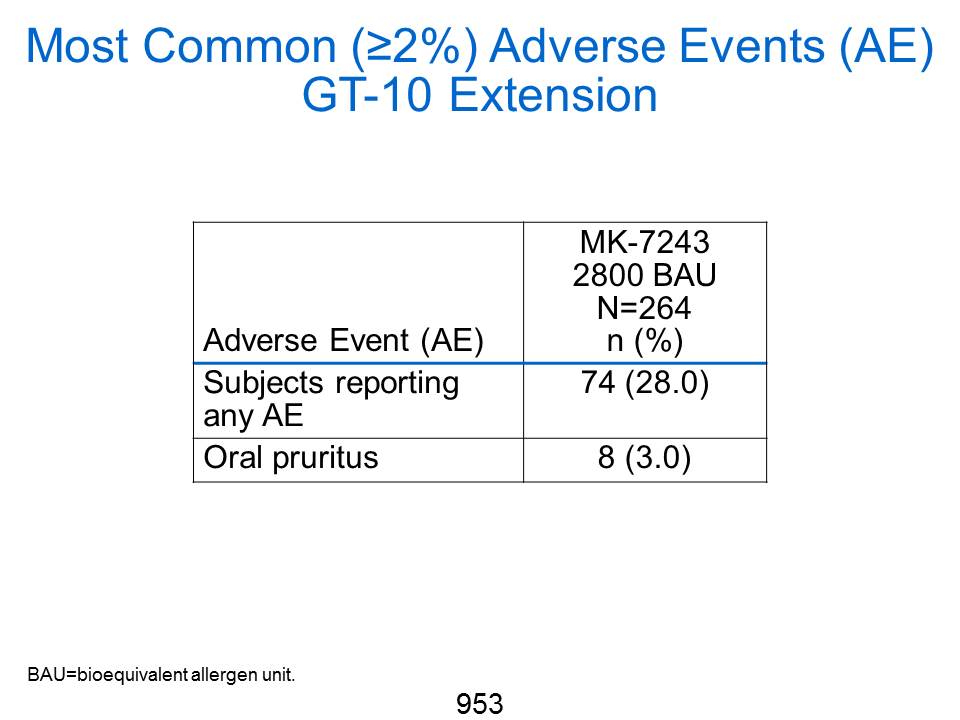 Most Common (≥2%) Adverse Events (AE)
GT-10 Extension
Adverse Event (AE)
MK-7243
2800 BAU
N=264
n (%)
Subjects reporting
any AE
74 (28.0)
Oral pruritus
8 (3.0)
BAU=bioequivalent allergen unit.
953